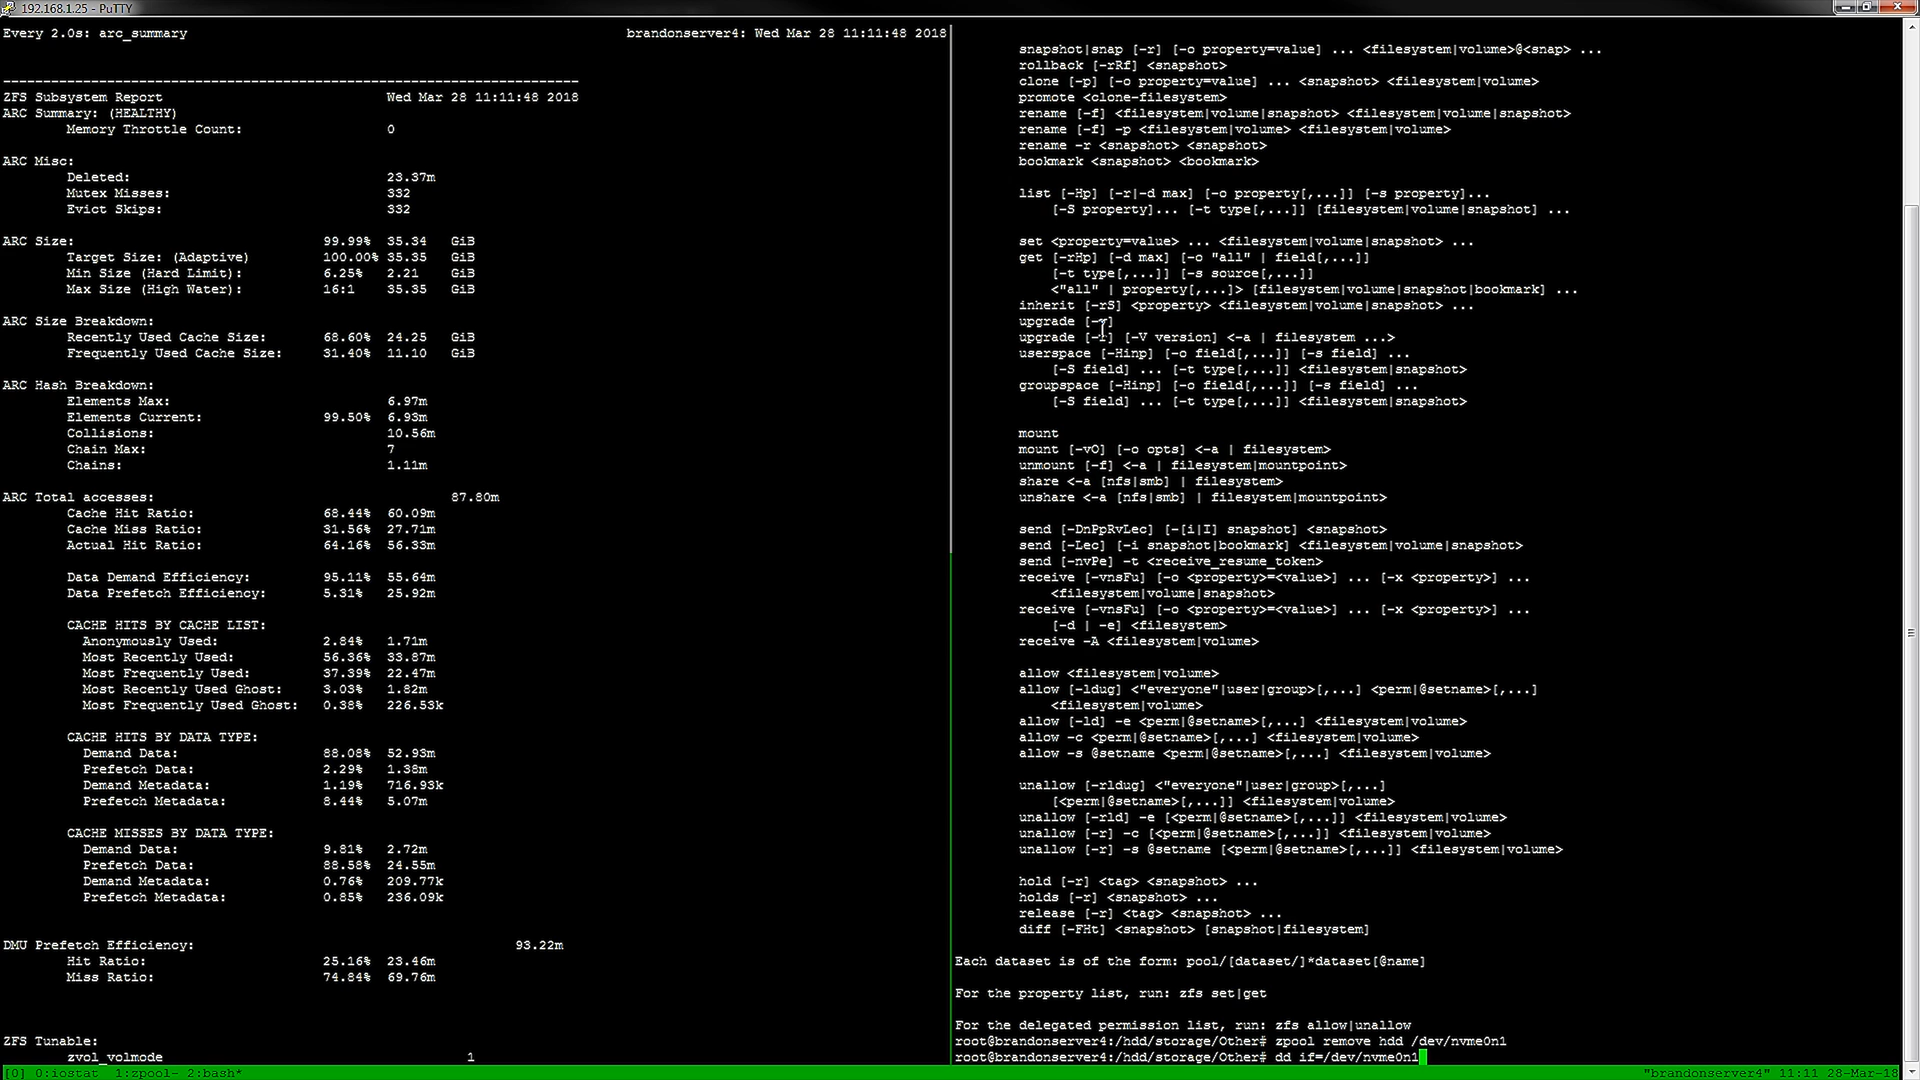 192.168.1.25 - PuTTY
Every 2.0s: arc_summary brandonserver4: Wed Mar 28 11:11:48 2018
------------------------------------------------------------------------
ZFS Subsystem Report Wed Mar 28 11:11:48 2018
ARC Summary: (HEALTHY)
Memory Throttle Count: 0
ARC Misc:
Deleted: 23.37m
Mutex Misses: 332
Evict Skips: 332
ARC Size: 99.99% 35.34 GiB
Target Size: (Adaptive) 100.00% 35.35 GiB
Min Size (Hard Limit): 6.25% 2.21 GiB
Max Size (High Water): 16:1 35.35 GiB
ARC Size Breakdown:
Recently Used Cache Size: 68.60% 24.25 GiB
Frequently Used Cache Size: 31.40% 11.10 GiB
ARC Hash Breakdown:
Elements Max: 6.97m
Elements Current: 99.50% 6.93m
Collisions: 10.56m
Chain Max: 7
Chains: 1.11m
ARC Total accesses: 87.80m
Cache Hit Ratio: 68.44% 60.09m
Cache Miss Ratio: 31.56% 27.71m
Actual Hit Ratio: 64.16% 56.33m
Data Demand Efficiency: 95.11% 55.64m
Data Prefetch Efficiency: 5.31% 25.92m
CACHE HITS BY CACHE LIST:
Anonymously Used: 2.84% 1.71m
Most Recently Used: 56.36% 33.87m
Most Frequently Used: 37.39% 22.47m
Most Recently Used Ghost: 3.03% 1.82m
Most Frequently Used Ghost: 0.38% 226.53k
CACHE HITS BY DATA TYPE:
Demand Data: 88.08% 52.93m
Prefetch Data: 2.29% 1.38m
Demand Metadata: 1.19% 716.93k
Prefetch Metadata: 8.44% 5.07m
CACHE MISSES BY DATA TYPE:
Demand Data: 9.81% 2.72m
Prefetch Data: 88.58% 24.55m
Demand Metadata: 0.76% 209.77k
Prefetch Metadata: 0.85% 236.09k
DMU Prefetch Efficiency: 93.22m
Hit Ratio: 25.16% 23.46m
Miss Ratio: 74.84% 69.76m
ZFS Tunable:
zvol_volmode 1
snapshot|snap [-r] [-o property=value] ... <filesystem|volume>@<snap> ...
rollback [-rRf] <snapshot>
clone [-p] [-o property=value] ... <snapshot> <filesystem|volume>
promote <clone-filesystem>
rename [-f] <filesystem|volume|snapshot> <filesystem|volume|snapshot>
rename [-f] -p <filesystem|volume> <filesystem|volume>
rename -r <snapshot> <snapshot>
bookmark <snapshot> <bookmark>
list [-Hp] [-r|-d max] [-o property[,...]] [-s property]...
[-S property]... [-t type[,...]] [filesystem|volume|snapshot] ...
set <property=value> ... <filesystem|volume|snapshot> ...
get [-rHp] [-d max] [-o "all" | field[,...]]
[-t type[,...]] [-s source[,...]]
<"all" | property[,...]> [filesystem|volume|snapshot|bookmark] ...
inherit [-rS] <property> <filesystem|volume|snapshot> ...
upgrade [-v]
upgrade [-r] [-V version] <-a | filesystem ...>
userspace [-Hinp] [-o field[,...]] [-s field] ...
[-S field] ... [-t type[,...]] <filesystem|snapshot>
groupspace [-Hinp] [-o field[,...]] [-s field] ...
[-S field] ... [-t type[,...]] <filesystem|snapshot>
mount
mount [-vO] [-o opts] <-a | filesystem>
unmount [-f] <-a | filesystem|mountpoint>
share <-a [nfs|smb] | filesystem>
unshare <-a [nfs|smb] | filesystem|mountpoint>
send [-DnPpRvLec] [-[i|I] snapshot] <snapshot>
send [-Lec] [-i snapshot|bookmark] <filesystem|volume|snapshot>
send [-nvPe] -t <receive_resume_token>
receive [-vnsFu] [-o <property>=<value>] ... [-x <property>] ...
<filesystem|volume|snapshot>
receive [-vnsFu] [-o <property>=<value>] ... [-x <property>] ...
[-d | -e] <filesystem>
receive -A <filesystem|volume>
allow <filesystem|volume>
allow [-ldug] <"everyone"|user|group>[,...] <perm|@setname>[,...]
<filesystem|volume>
allow [-ld] -e <perm|@setname>[,...] <filesystem|volume>
allow -c <perm|@setname>[,...] <filesystem|volume>
allow -s @setname <perm|@setname>[,...] <filesystem|volume>
unallow [-rldug] <"everyone"|user|group>[,...]
[<perm|@setname>[,...]] <filesystem|volume>
unallow [-rld] -e [<perm|@setname>[,...]] <filesystem|volume>
unallow [-r] -c [<perm|@setname>[,...]] <filesystem|volume>
unallow [-r] -s @setname [<perm|@setname>[,...]] <filesystem|volume>
hold [-r] <tag> <snapshot> ...
holds [-r] <snapshot> ...
release [-r] <tag> <snapshot> ...
diff [-FHt] <snapshot> [snapshot|filesystem]
Each dataset is of the form: pool/[dataset/]*dataset[@name]
For the property list, run: zfs set|get
For the delegated permission list, run: zfs allow|unallow
root@brandonserver4:/hdd/storage/Other# zpool remove hdd /dev/nvme0n1
root@brandonserver4:/hdd/storage/Other# dd if=/dev/nvme0n1
[0] 0:iostat 1:zpool- 2:bash* "brandonserver4" 11:11 28-Mar-18